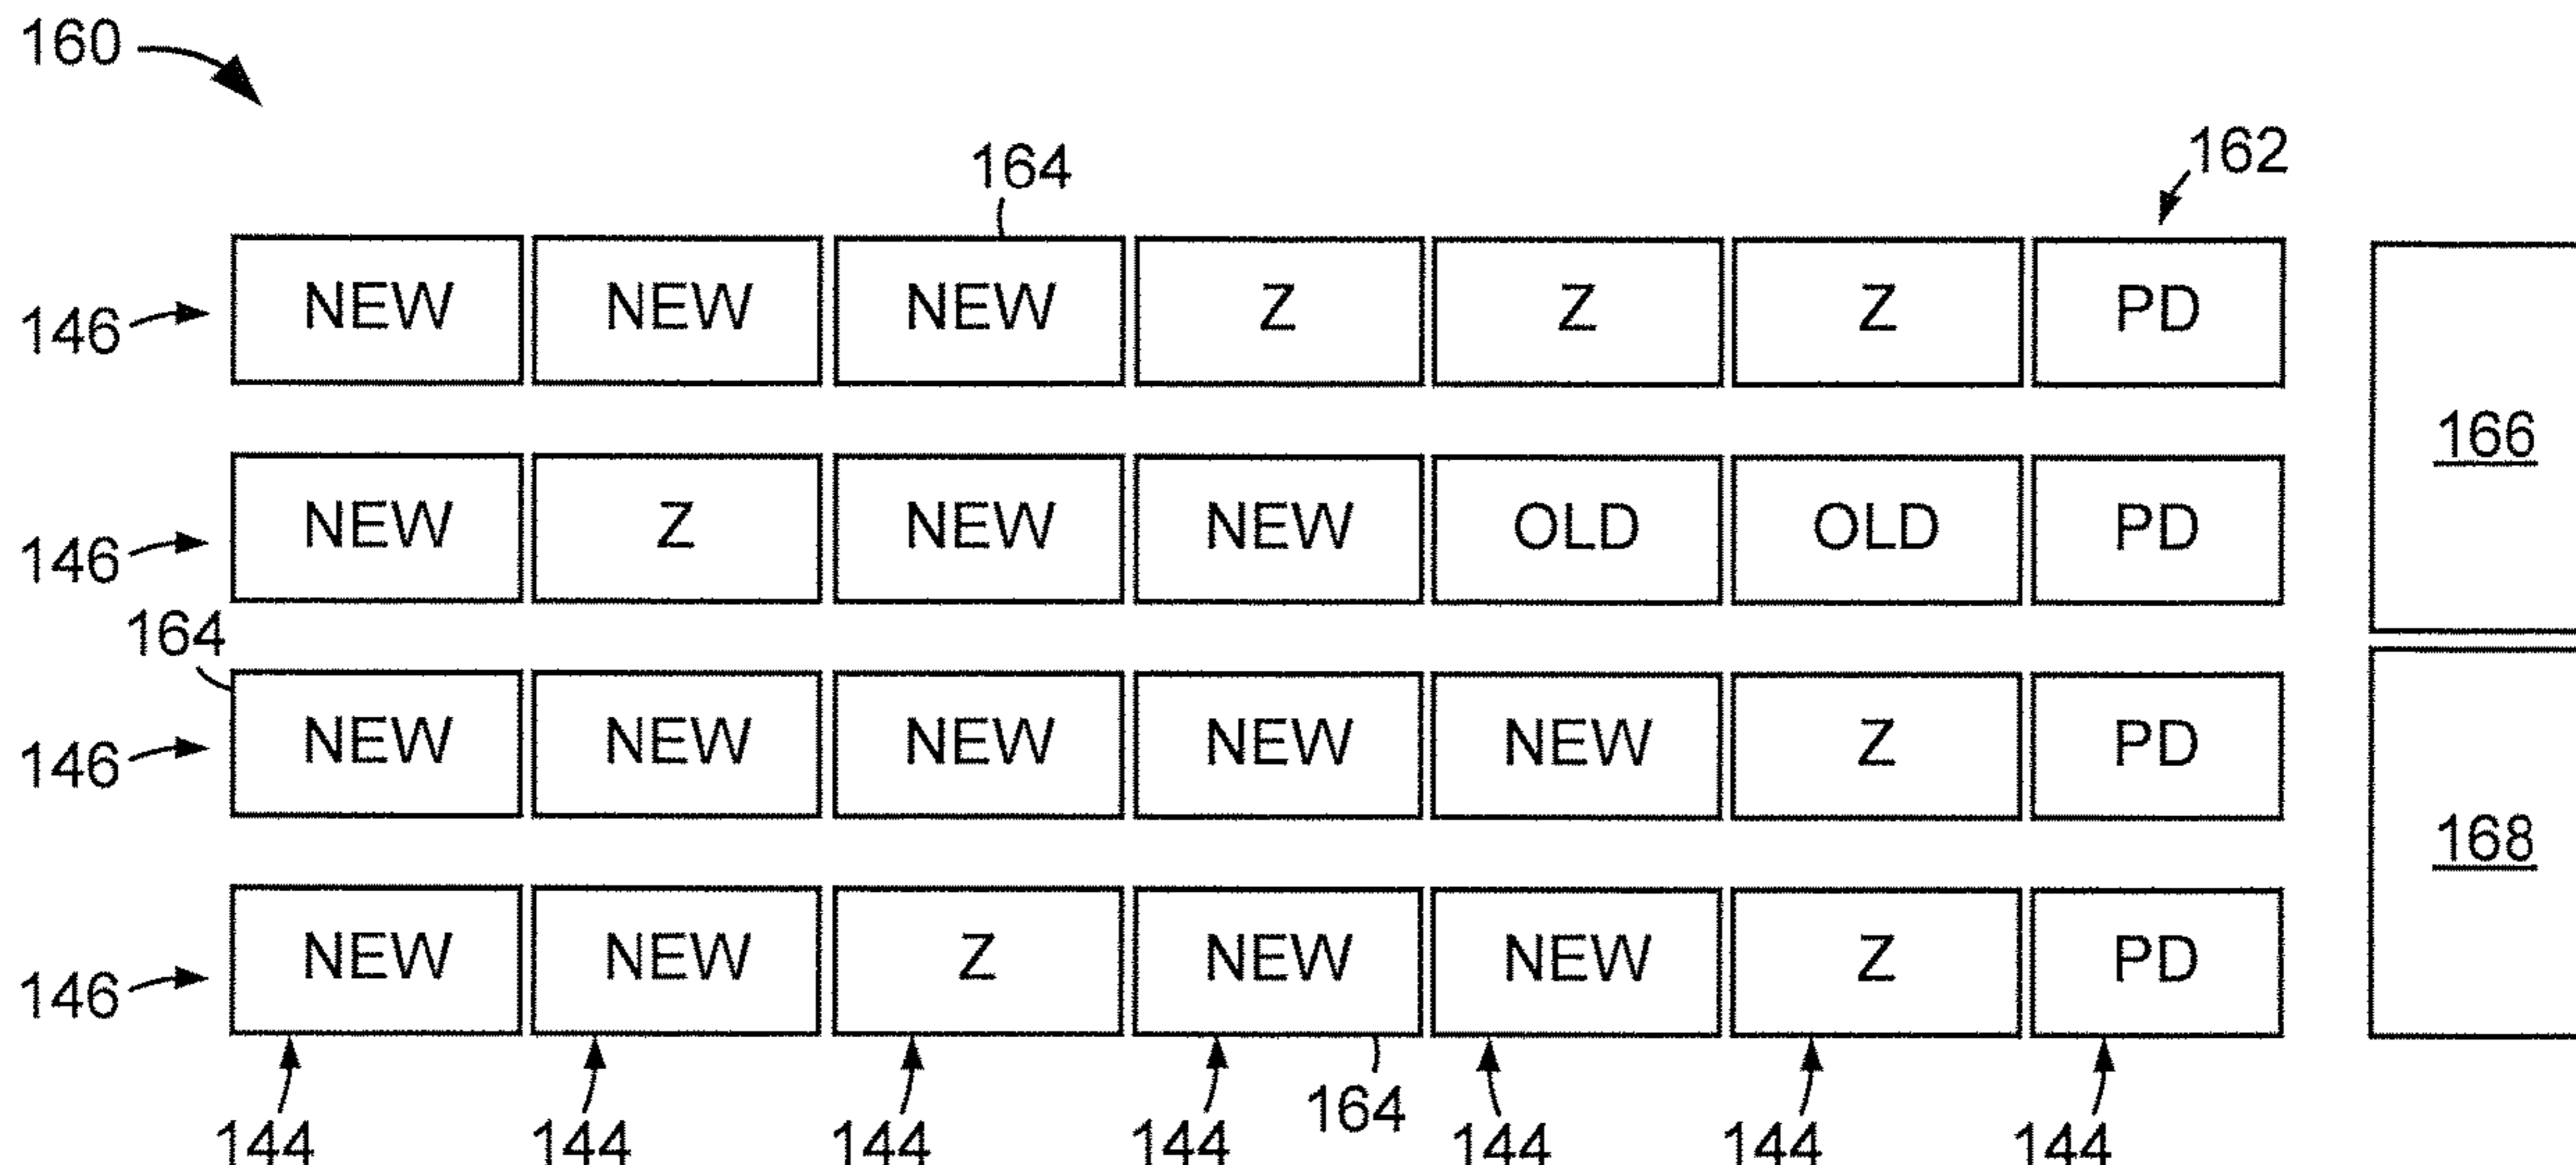 160
164 162
146 NEW NEW NEW Z Z Z PD
166
146 NEW Z NEW NEW OLD OLD PD
164
146 NEW NEW NEW NEW NEW Z PD
168
146 NEW NEW Z NEW NEW Z PD
164
144 144 144 144 144 144 144